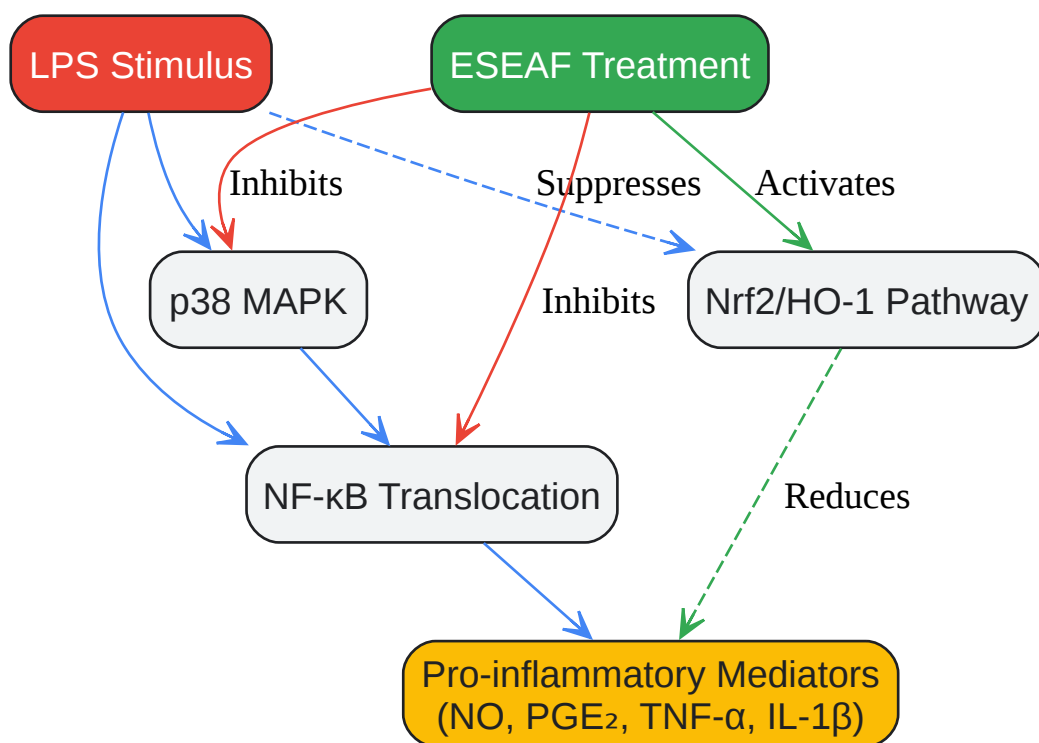 LPS Stimulus
ESEAF Treatment
Inhibits
Suppresses
Activates
p38 MAPK
Inhibits
Nrf2/HO-1 Pathway
NF-κB Translocation
Reduces
Pro-inflammatory Mediators
(NO, PGE₂, TNF-α, IL-1β)